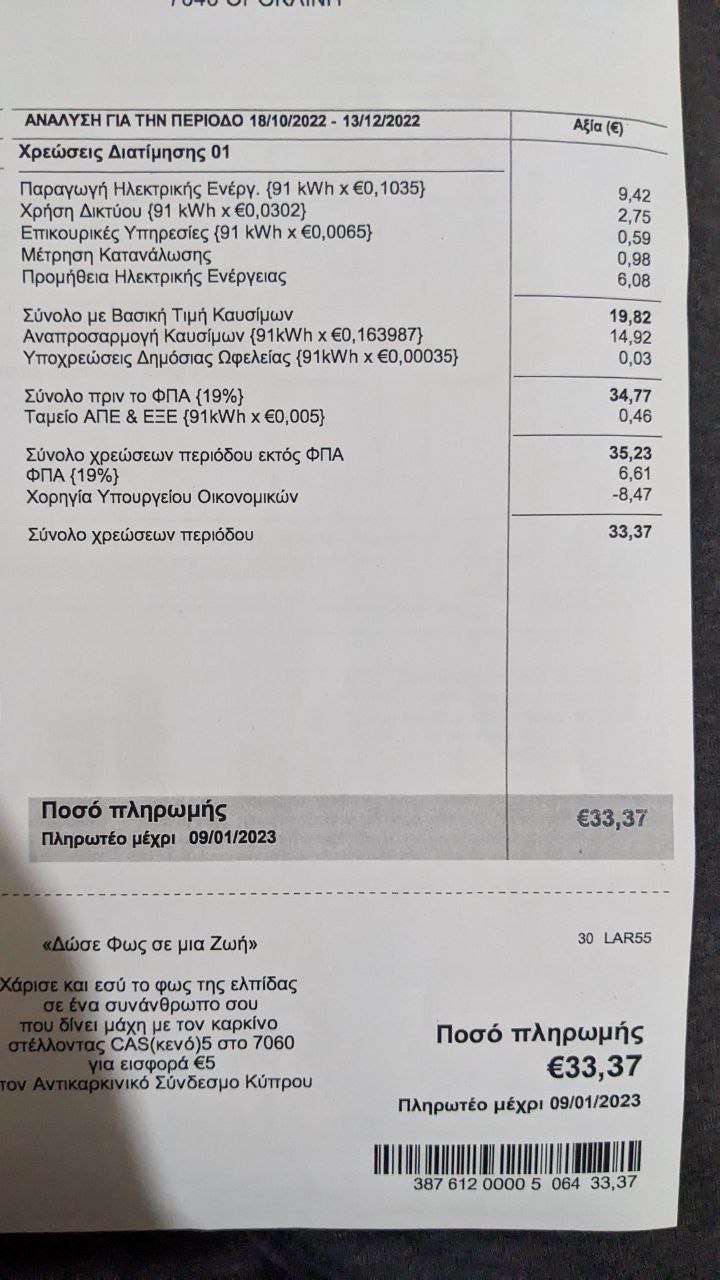 7040 ΟΡΟΚΛΙΝΗ
ΑΝΑΛΥΣΗ ΓΙΑ ΤΗΝ ΠΕΡΙΟΔΟ 18/10/2022 - 13/12/2022 Αξία (€)
Χρεώσεις Διατίμησης 01
Παραγωγή Ηλεκτρικής Ενέργ. {91 kWh x €0,1035} 9,42
Χρήση Δικτύου {91 kWh x €0,0302} 2,75
Επικουρικές Υπηρεσίες {91 kWh x €0,0065} 0,59
Μέτρηση Κατανάλωσης 0,98
Προμήθεια Ηλεκτρικής Ενέργειας 6,08
Σύνολο με Βασική Τιμή Καυσίμων 19,82
Αναπροσαρμογή Καυσίμων {91kWh x €0,163987} 14,92
Υποχρεώσεις Δημόσιας Ωφελείας {91kWh x €0,00035} 0,03
Σύνολο πριν το ΦΠΑ {19%} 34,77
Ταμείο ΑΠΕ & ΕΞΕ {91kWh x €0,005} 0,46
Σύνολο χρεώσεων περιόδου εκτός ΦΠΑ 35,23
ΦΠΑ {19%} 6,61
Χορηγία Υπουργείου Οικονομικών -8,47
Σύνολο χρεώσεων περιόδου 33,37
Ποσό πληρωμής €33,37
Πληρωτέο μέχρι 09/01/2023
30 LAR55
«Δώσε Φως σε μια Ζωή»
Χάρισε και εσύ το φως της ελπίδας
σε ένα συνάνθρωπο σου
που δίνει μάχη με τον καρκίνο
στέλλοντας CAS(κενό)5 στο 7060
για εισφορά €5
τον Αντικαρκινικό Σύνδεσμο Κύπρου
Ποσό πληρωμής
€33,37
Πληρωτέο μέχρι 09/01/2023
387 612 0000 5 064 33,37